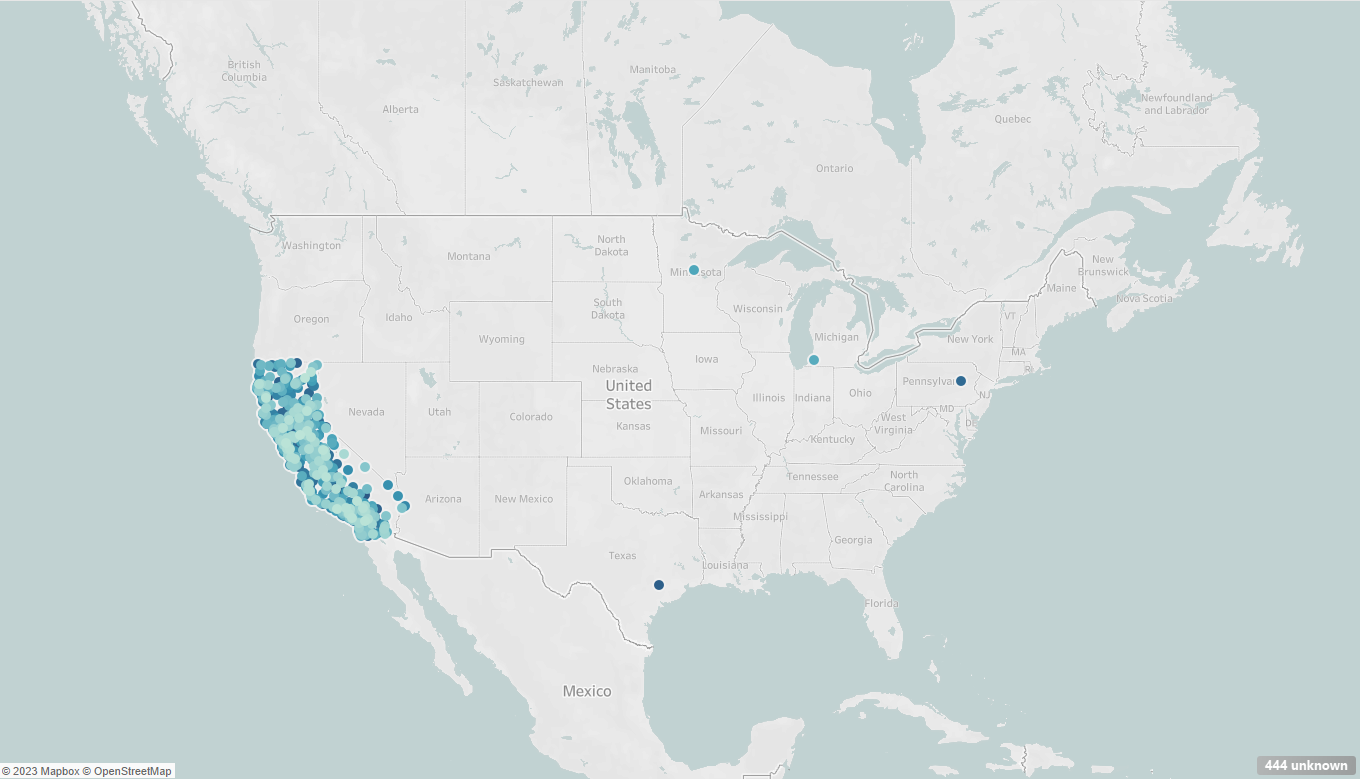 British
Columbia
Alberta
Saskatchewan
Manitoba
Ontario
Quebec
Newfoundland
and Labrador
New
Brunswick
Nova Scotia
Maine
Washington
Montana
North
Dakota
Minnesota
Oregon
Idaho
Wyoming
South
Dakota
Wisconsin
Michigan
VT
New York
MA
RI
Iowa
Nebraska
United
States
Nevada
Utah
Colorado
Kansas
Illinois
Indiana
Ohio
Pennsylva
NJ
MD
DE
West
Virginia
Missouri
Kentucky
Arizona
New Mexico
Oklahoma
Arkansas
Tennessee
North
Carolina
Mississippi
Georgia
Texas
Louisiana
Florida
Mexico
© 2023 Mapbox © OpenStreetMap
444 unknown